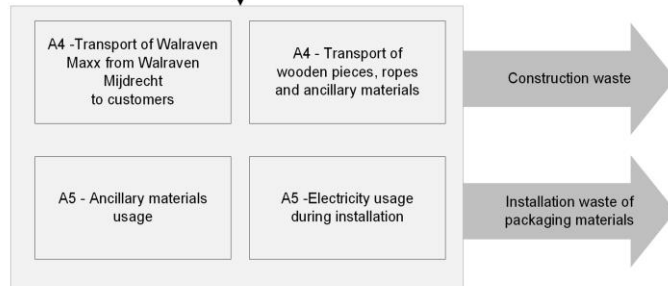 A4 -Transport of Walraven
Maxx from Walraven
Mijdrecht
to customers
A4 - Transport of
wooden pieces, ropes
and ancillary materials
Construction waste
A5 - Ancillary materials
usage
A5 -Electricity usage
during installation
Installation waste of
packaging materials